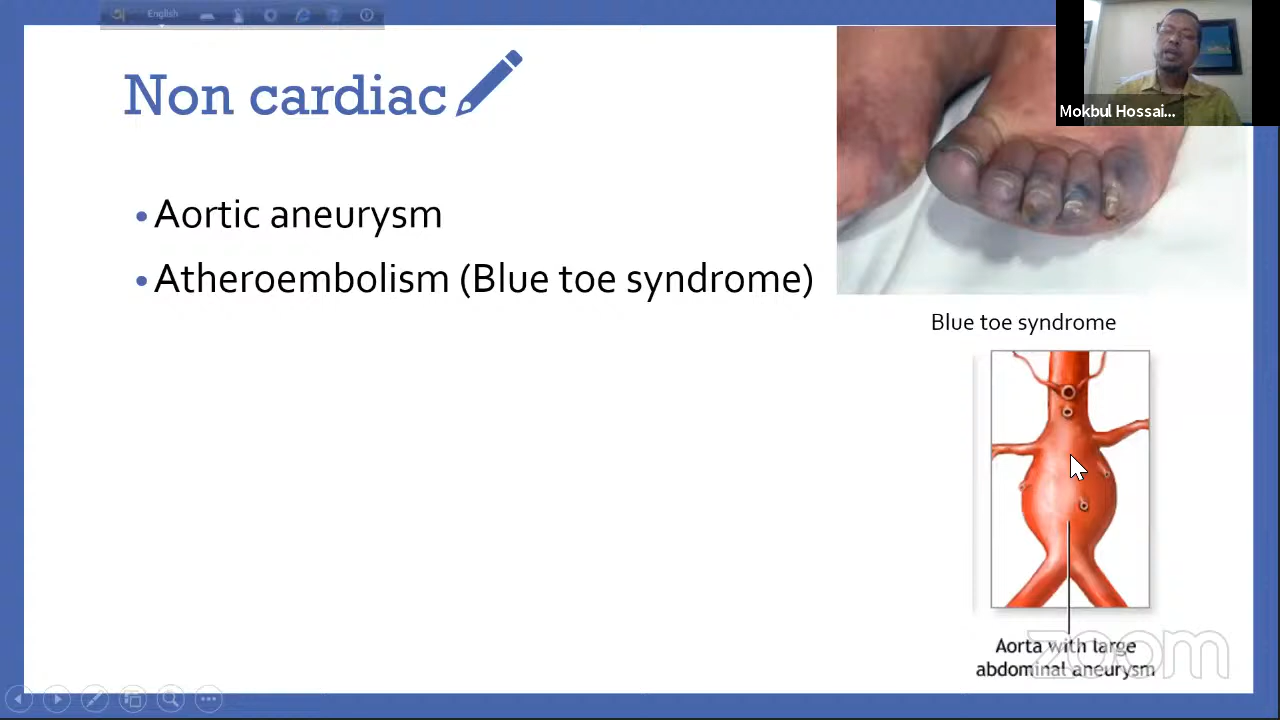 English
Non cardiac
Mokbul Hossai...
• Aortic aneurysm
• Atheroembolism (Blue toe syndrome)
Blue toe syndrome
Aorta with large
abdominal aneurysm
zoom